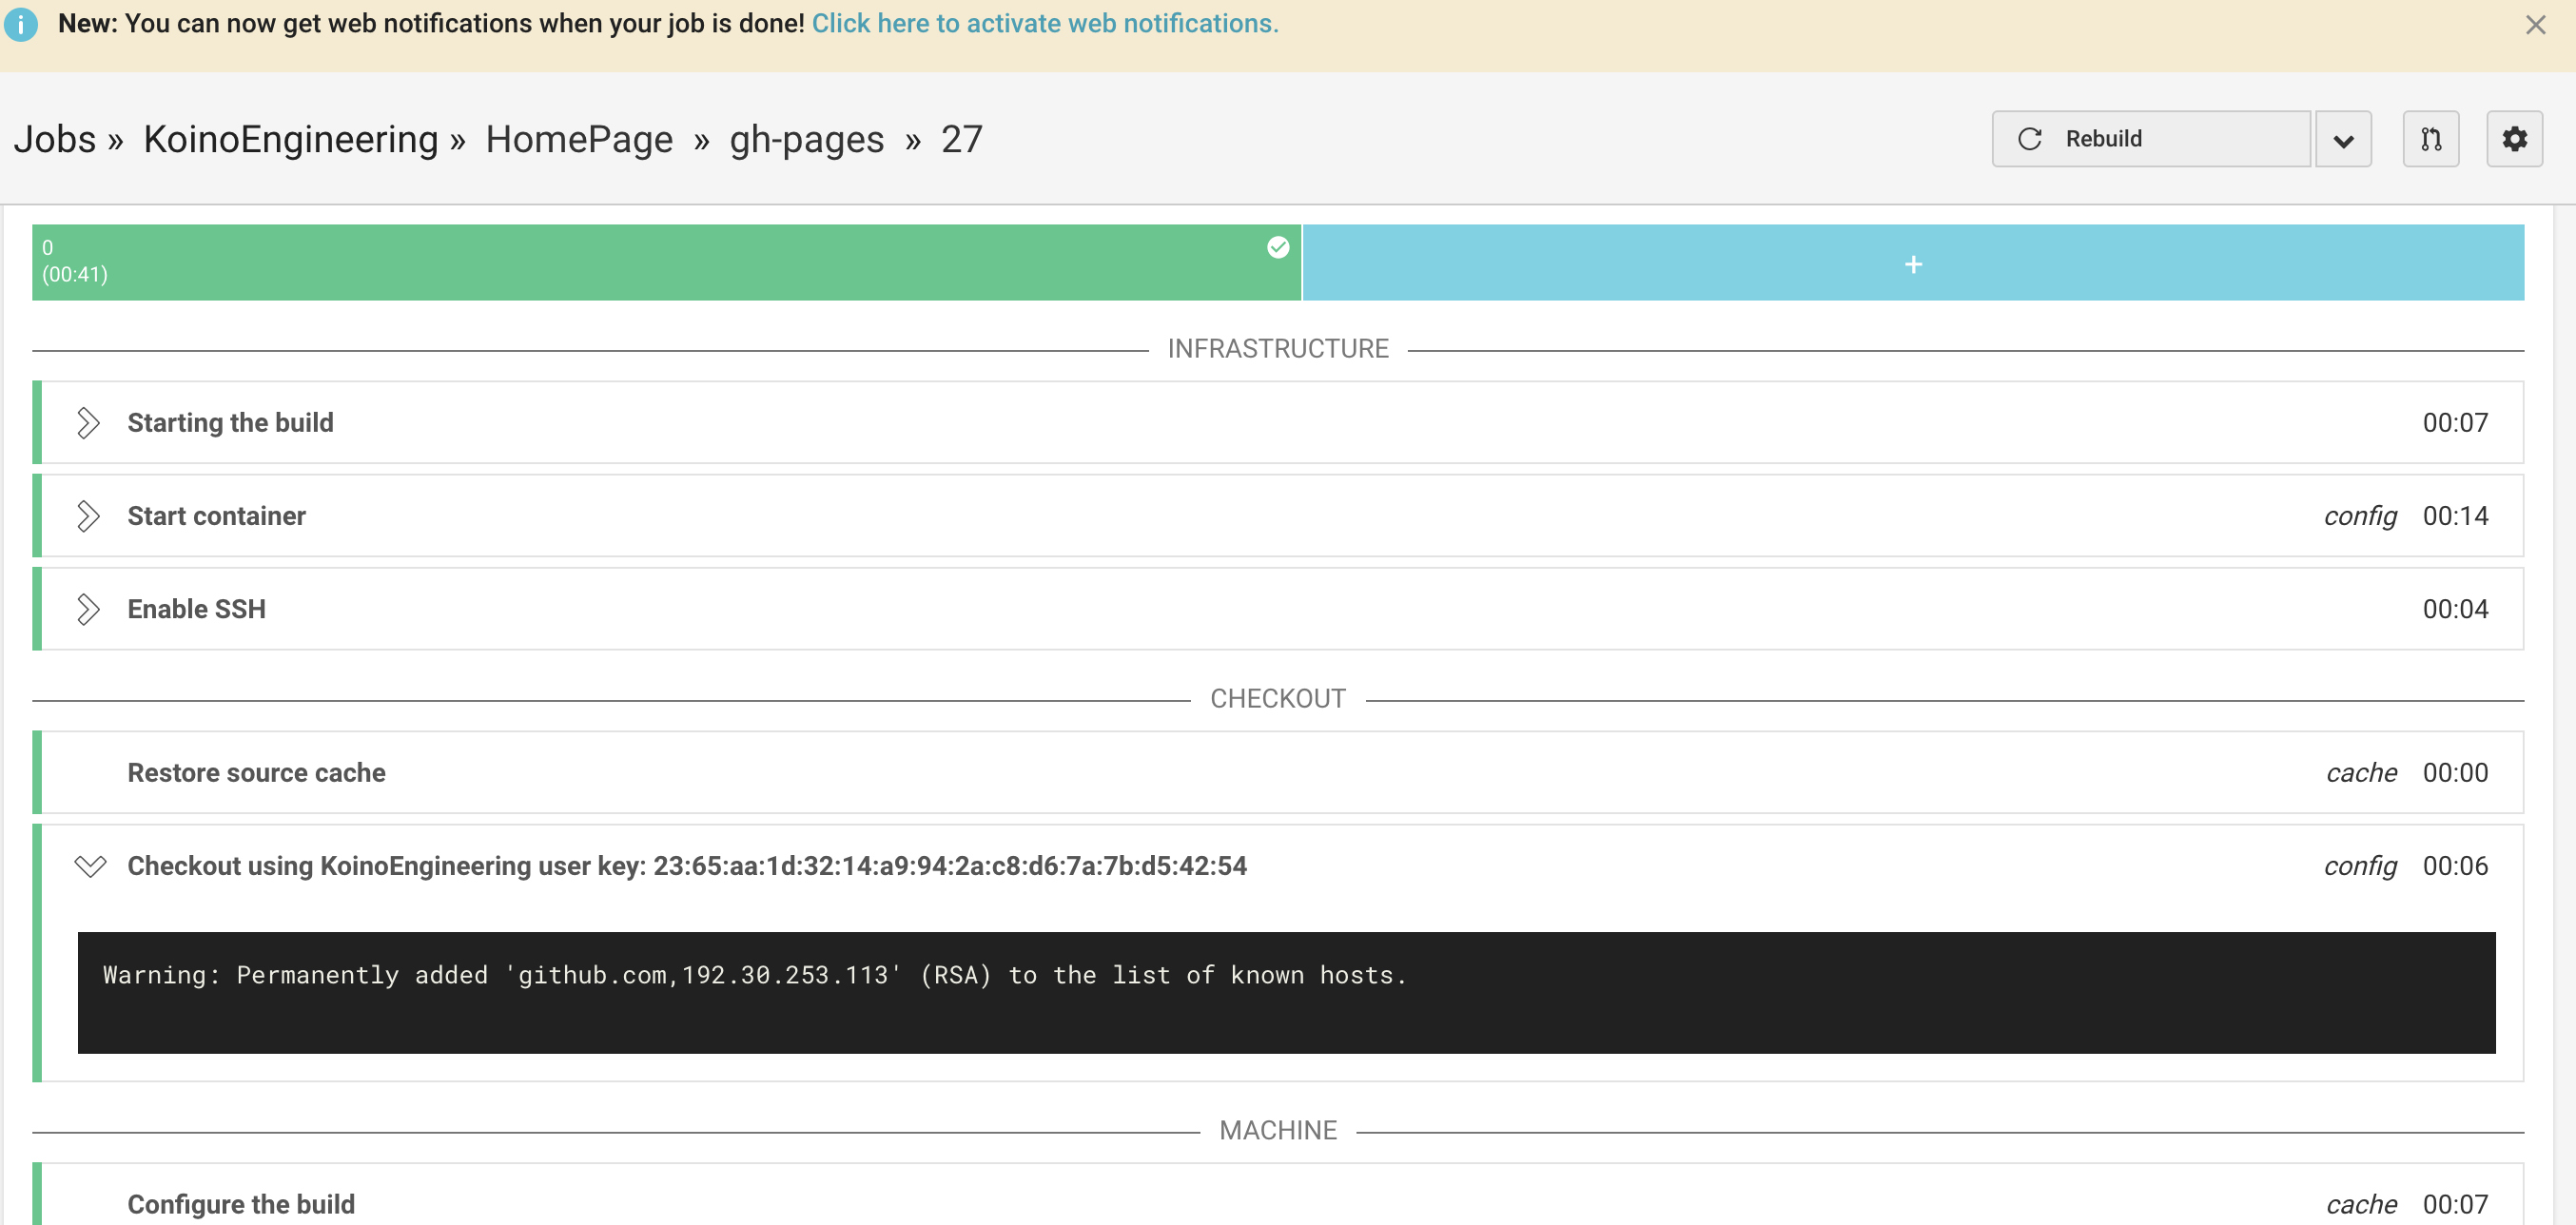 New: You can now get web notifications when your job is done! Click here to activate web notifications.
Jobs » KoinoEngineering » HomePage » gh-pages » 27
Rebuild
0
(00:41)
+
INFRASTRUCTURE
Starting the build 00:07
Start container config 00:14
Enable SSH 00:04
CHECKOUT
Restore source cache cache 00:00
Checkout using KoinoEngineering user key: 23:65:aa:1d:32:14:a9:94:2a:c8:d6:7a:7b:d5:42:54 config 00:06
Warning: Permanently added 'github.com,192.30.253.113' (RSA) to the list of known hosts.
MACHINE
Configure the build cache 00:07